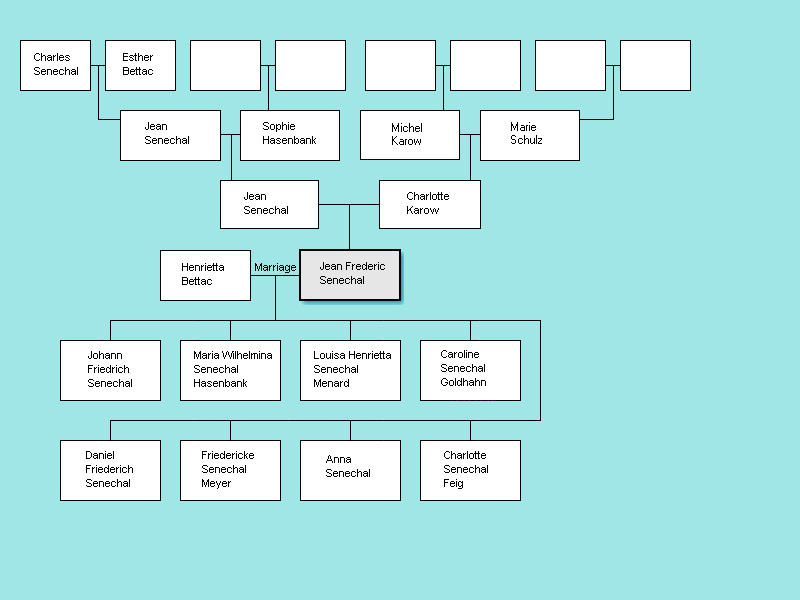 Charles
Senechal
Esther
Bettac
Jean
Senechal
Sophie
Hasenbank
Michel
Karow
Marie
Schulz
Jean
Senechal
Charlotte
Karow
Henrietta
Bettac
Marriage
Jean Frederic
Senechal
Johann
Friedrich
Senechal
Maria Wilhelmina
Senechal
Hasenbank
Louisa Henrietta
Senechal
Menard
Caroline
Senechal
Goldhahn
Daniel
Friederich
Senechal
Friedericke
Senechal
Meyer
Anna
Senechal
Charlotte
Senechal
Feig